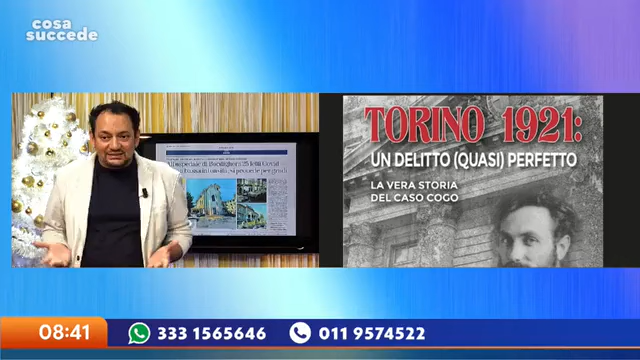 cosa
succede
TORINO 1921:
UN DELITTO (QUASI) PERFETTO
LA VERA STORIA
DEL CASO COGO
08:41
333 1565646
011 9574522